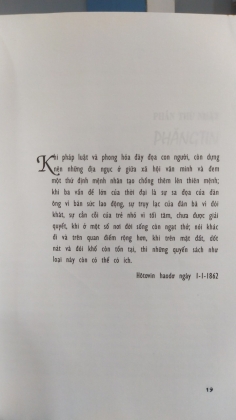 Khi pháp luật và phong hóa đày đọa con người, còn dựng
nên những địa ngục ở giữa xã hội văn minh và đem
một thứ định mệnh nhân tạo chồng thêm lên thiên mệnh;
khi ba vấn đề lớn của thời đại là sự sa đọa của đàn
ông vì bán sức lao động, sự trụy lạc của đàn bà vì đói
khát, sự cằn cỗi của trẻ nhỏ vì tối tăm, chưa được giải
quyết, khi ở một số nơi đời sống còn ngạt thở; nói khác
đi và trên quan điểm rộng hơn, khi trên mặt đất, dốt
nát và đói khổ còn tồn tại, thì những quyển sách như
loại này còn có thể có ích.
Hôtơvin haodơ ngày 1-1-1862
19